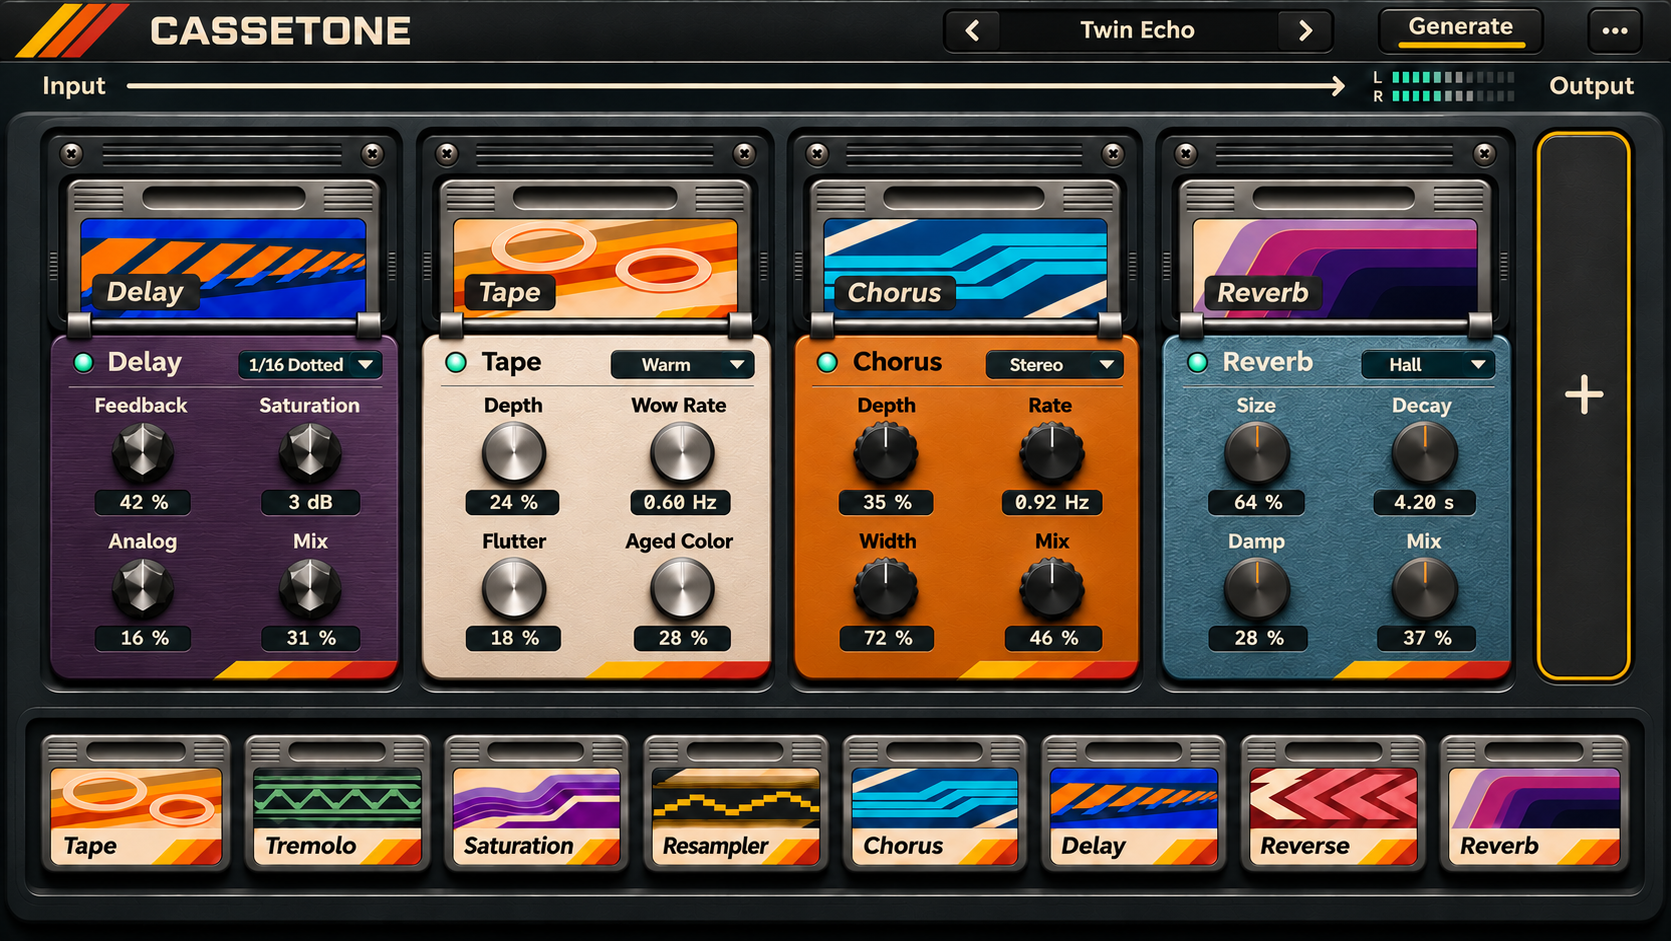 CASSETONE
Twin Echo
Generate
Input
L
R
Output
Delay
Tape
Chorus
Reverb
Delay
1/16 Dotted
Feedback
Saturation
42 %
3 dB
Analog
Mix
16 %
31 %
Tape
Warm
Depth
Wow Rate
24 %
0.60 Hz
Flutter
Aged Color
18 %
28 %
Chorus
Stereo
Depth
Rate
35 %
0.92 Hz
Width
Mix
72 %
46 %
Reverb
Hall
Size
Decay
64 %
4.20 s
Damp
Mix
28 %
37 %
Tape
Tremolo
Saturation
Resampler
Chorus
Delay
Reverse
Reverb